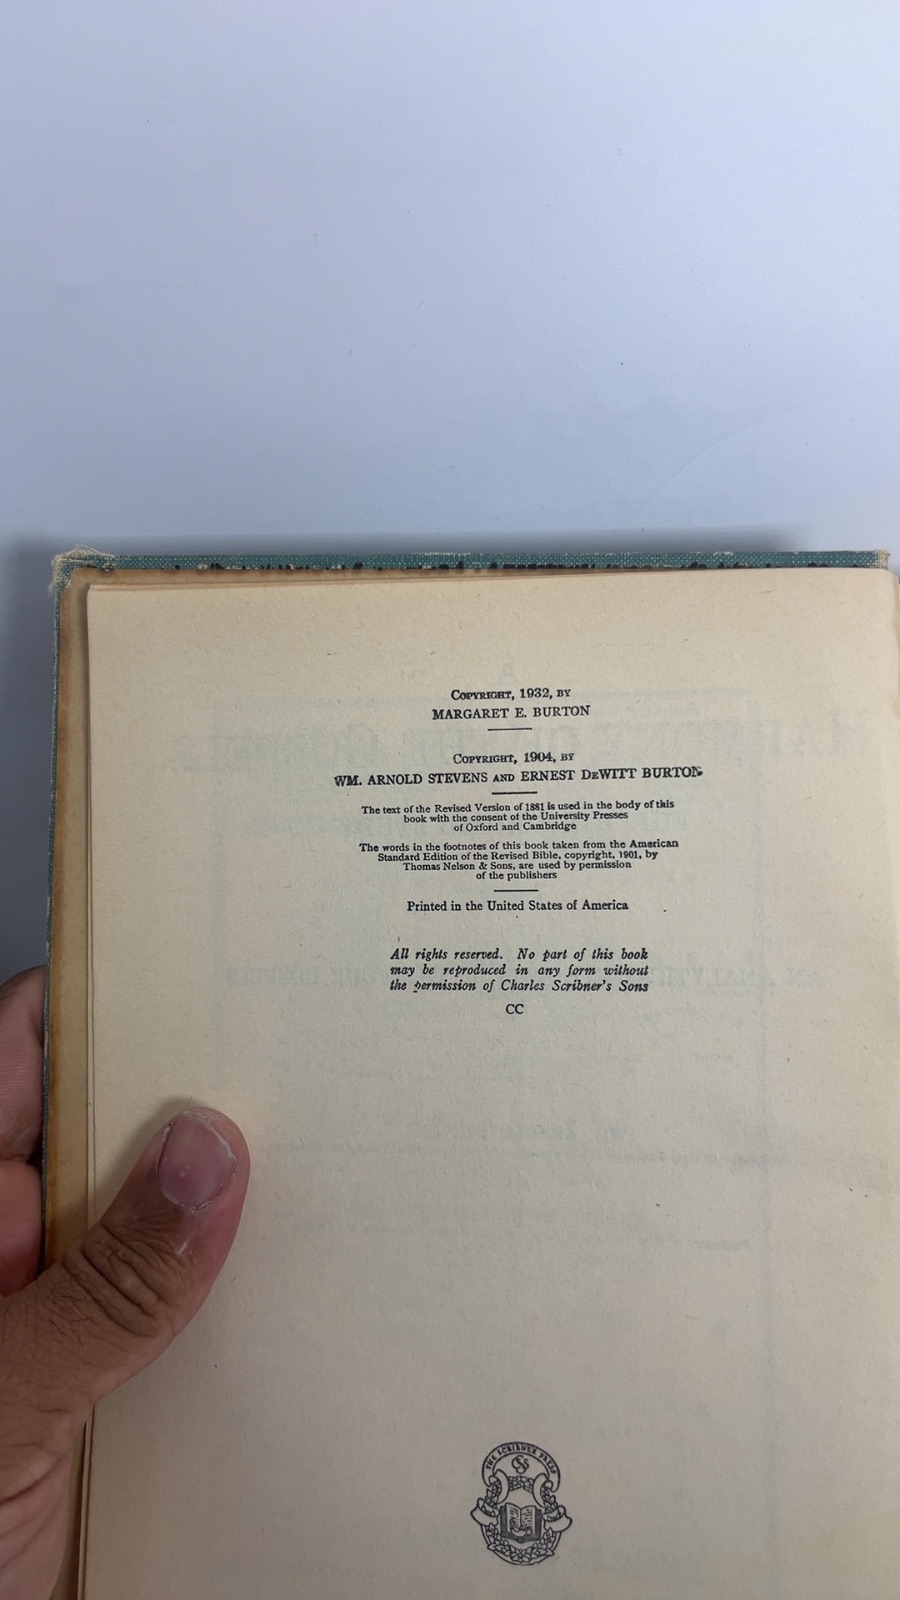 COPYRIGHT, 1932, BY
MARGARET E. BURTON
COPYRIGHT, 1904, BY
WM. ARNOLD STEVENS AND ERNEST DEWITT BURTON
The text of the Revised Version of 1881 is used in the body of this
book with the consent of the University Presses
of Oxford and Cambridge
The words in the footnotes of this book taken from the American
Standard Edition of the Revised Bible, copyright, 1901, by
Thomas Nelson & Sons, are used by permission
of the publishers
Printed in the United States of America
All rights reserved. No part of this book
may be reproduced in any form without
the permission of Charles Scribner's Sons
CC
THE SCRIBNER PRESS